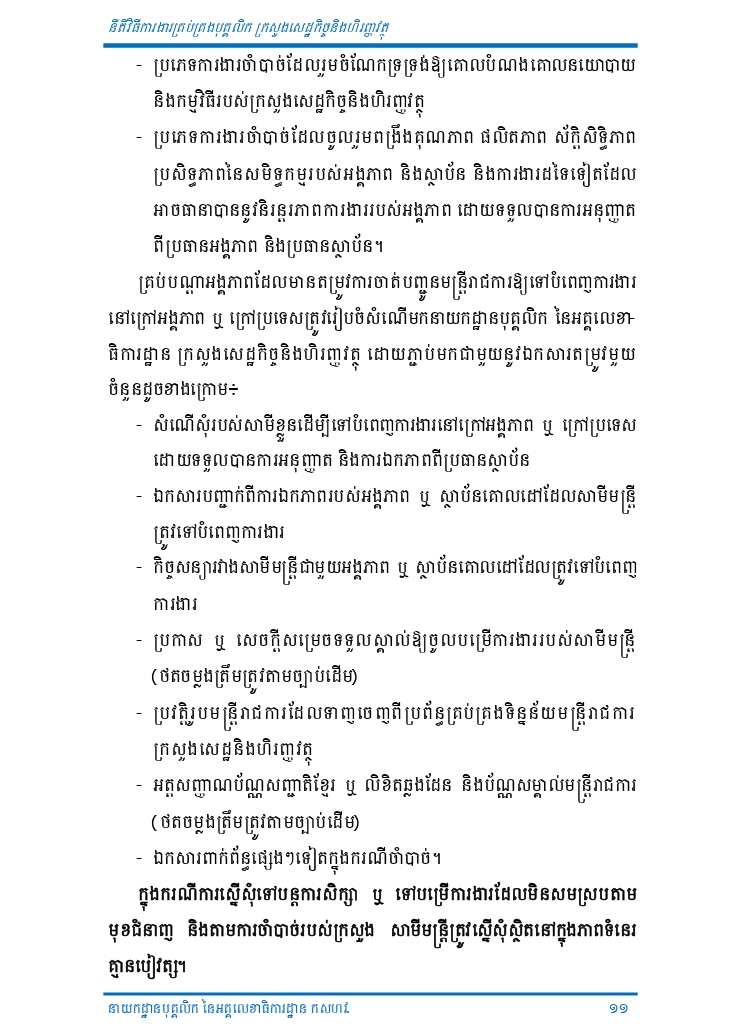 នីតិវិធីការងារគ្រប់គ្រងបុគ្គលិក ក្រសួងសេដ្ឋកិច្ចនិងហិរញ្ញវត្ថុ
- ប្រភេទការងារចាំបាច់ដែលរួមចំណែកទ្រទ្រង់ឱ្យគោលបំណងគោលនយោបាយ
និងកម្មវិធីរបស់ក្រសួងសេដ្ឋកិច្ចនិងហិរញ្ញវត្ថុ
- ប្រភេទការងារចាំបាច់ដែលចូលរួមពង្រឹងគុណភាព ផលិតភាព ស័ក្តិសិទ្ធិភាព
ប្រសិទ្ធភាពនៃសមិទ្ធកម្មរបស់អង្គភាព និងស្ថាប័ន និងការងារដទៃទៀតដែល
អាចធានាបាននូវនិរន្តរភាពការងាររបស់អង្គភាព ដោយទទួលបានការអនុញ្ញាត
ពីប្រធានអង្គភាព និងប្រធានស្ថាប័ន។
គ្រប់បណ្តាអង្គភាពដែលមានតម្រូវការចាត់បញ្ជូនមន្ត្រីរាជការឱ្យទៅបំពេញការងារ
នៅក្រៅអង្គភាព ឬ ក្រៅប្រទេសត្រូវរៀបចំសំណើមកនាយកដ្ឋានបុគ្គលិក នៃអគ្គលេខា-
ធិការដ្ឋាន ក្រសួងសេដ្ឋកិច្ចនិងហិរញ្ញវត្ថុ ដោយភ្ជាប់មកជាមួយនូវឯកសារតម្រូវមួយ
ចំនួនដូចខាងក្រោម÷
- សំណើសុំរបស់សាមីខ្លួនដើម្បីទៅបំពេញការងារនៅក្រៅអង្គភាព ឬ ក្រៅប្រទេស
ដោយទទួលបានការអនុញ្ញាត និងការឯកភាពពីប្រធានស្ថាប័ន
- ឯកសារបញ្ជាក់ពីការឯកភាពរបស់អង្គភាព ឬ ស្ថាប័នគោលដៅដែលសាមីមន្ត្រី
ត្រូវទៅបំពេញការងារ
- កិច្ចសន្យារវាងសាមីមន្ត្រីជាមួយអង្គភាព ឬ ស្ថាប័នគោលដៅដែលត្រូវទៅបំពេញ
ការងារ
- ប្រកាស ឬ សេចក្តីសម្រេចទទួលស្គាល់ឱ្យចូលបម្រើការងាររបស់សាមីមន្ត្រី
(ថតចម្លងត្រឹមត្រូវតាមច្បាប់ដើម)
- ប្រវត្តិរូបមន្ត្រីរាជការដែលទាញចេញពីប្រព័ន្ធគ្រប់គ្រងទិន្នន័យមន្ត្រីរាជការ
ក្រសួងសេដ្ឋនិងហិរញ្ញវត្ថុ
- អត្តសញ្ញាណប័ណ្ណសញ្ជាតិខ្មែរ ឬ លិខិតឆ្លងដែន និងប័ណ្ណសម្គាល់មន្ត្រីរាជការ
(ថតចម្លងត្រឹមត្រូវតាមច្បាប់ដើម)
- ឯកសារពាក់ព័ន្ធផ្សេងៗទៀតក្នុងករណីចាំបាច់។
ក្នុងករណីការស្នើសុំទៅបន្តការសិក្សា ឬ ទៅបម្រើការងារដែលមិនសមស្របតាម
មុខជំនាញ និងតាមការចាំបាច់របស់ក្រសួង សាមីមន្ត្រីត្រូវស្នើសុំស្ថិតនៅក្នុងភាពទំនេរ
គ្មានបៀវត្ស។
នាយកដ្ឋានបុគ្គលិក នៃអគ្គលេខាធិការដ្ឋាន កសហវ.
១១